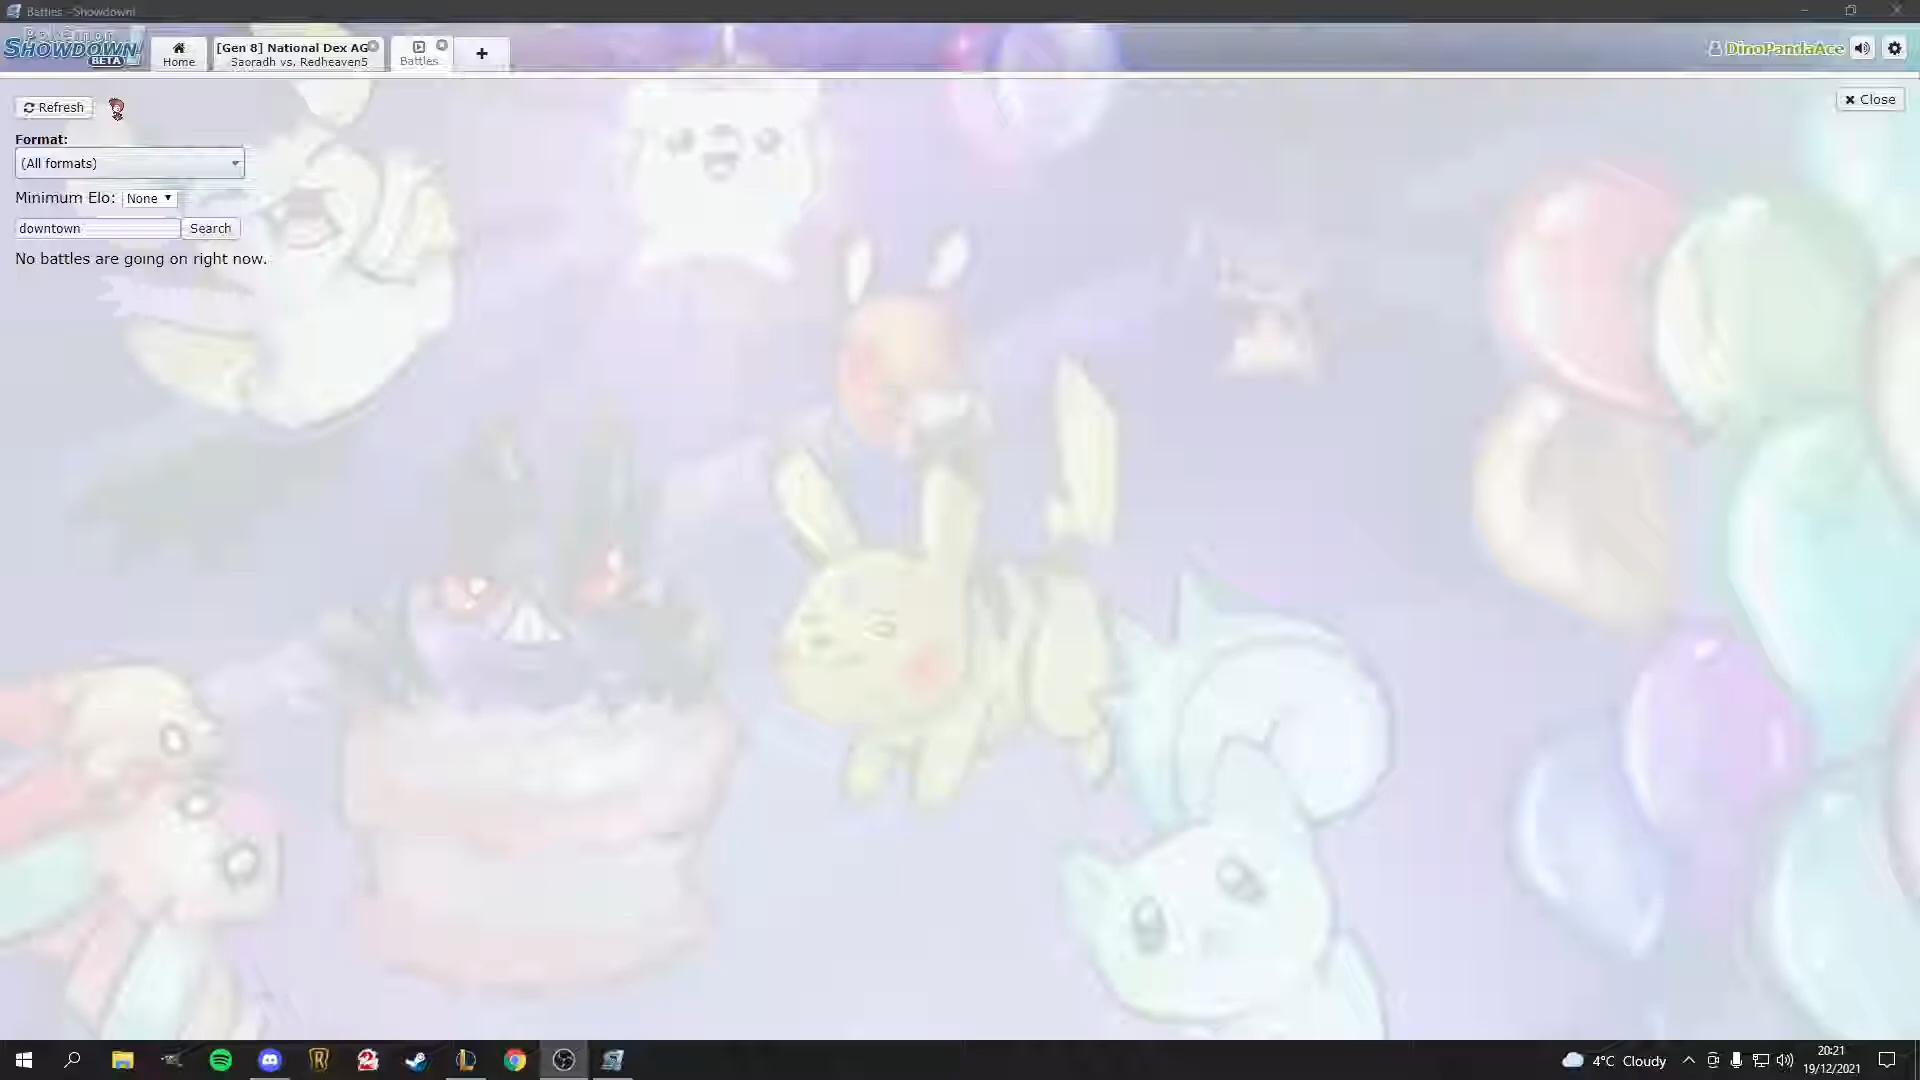 Battles - Showdown!
Pokémon
SHOWDOWN!
BETA
Home
[Gen 8] National Dex AG
Saoradh vs. Redheaven5
Battles
+
DinoPandaAce
Refresh
Close
Format:
(All formats)
Minimum Elo: None
downtown Search
No battles are going on right now.
4°C Cloudy
20:21
19/12/2021